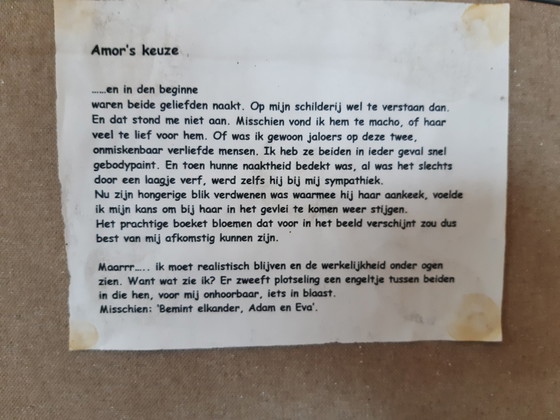 Amor's keuze
......en in den beginne
waren beide geliefden naakt. Op mijn schilderij wel te verstaan dan.
En dat stond me niet aan. Misschien vond ik hem te macho, of haar
veel te lief voor hem. Of was ik gewoon jaloers op deze twee,
onmiskenbaar verliefde mensen. Ik heb ze beiden in ieder geval snel
gebodypaint. En toen hunne naaktheid bedekt was, al was het slechts
door een laagje verf, werd zelfs hij bij mij sympathiek.
Nu zijn hongerige blik verdwenen was waarmee hij haar aankeek, voelde
ik mijn kans om bij haar in het gevlei te komen weer stijgen.
Het prachtige boeket bloemen dat voor in het beeld verschijnt zou dus
best van mij afkomstig kunnen zijn.
Maarrr..... ik moet realistisch blijven en de werkelijkheid onder ogen
zien. Want wat zie ik? Er zweeft plotseling een engeltje tussen beiden
in die hen, voor mij onhoorbaar, iets in blaast.
Misschien: 'Bemint elkander, Adam en Eva'.